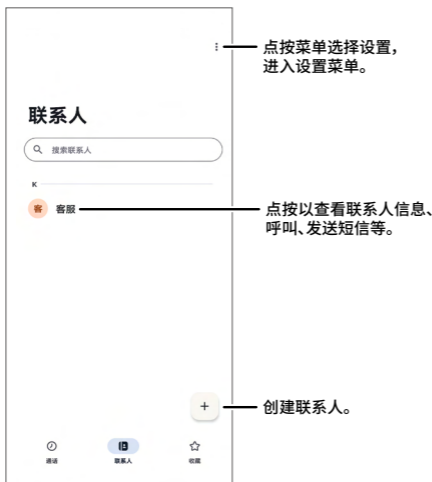 点按菜单选择设置，
进入设置菜单。
联系人
搜索联系人
K
客 客服
点按以查看联系人信息、
呼叫、发送短信等。
+
创建联系人。
通话 联系人 收藏